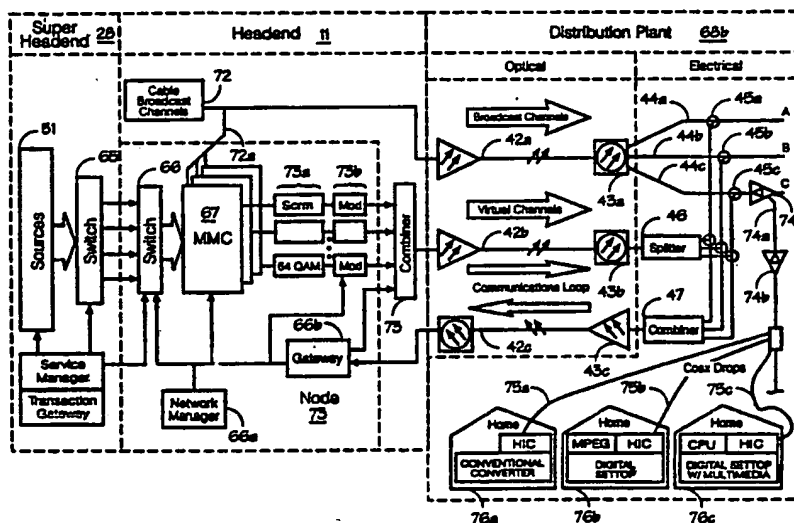 Super
Headend 28
Headend 11
Distribution Plant 68b
Optical
Electrical
72
Cable
Broadcast
Channels
72a
51
65
66
67
MMC
73a
73b
Scrm
Mod
64 QAM
Mod
Sources
Switch
Switch
Combiner
73
Broadcast Channels
42a
43a
44a
44b
44c
45a
45b
45c
A
B
C
74
74a
74b
Virtual Channels
42b
43b
46
Splitter
Communications Loop
42c
43c
47
Combiner
66b
Gateway
Service
Manager
Transaction
Gateway
Network
Manager
66a
Node
73
75a
75b
Coax Drops
75c
Home
HIC
CONVENTIONAL
CONVERTER
76a
Home
MPEG HIC
DIGITAL
SETTOP
76b
Home
CPU HIC
DIGITAL SETTOP
W/ MULTIMEDIA
76c